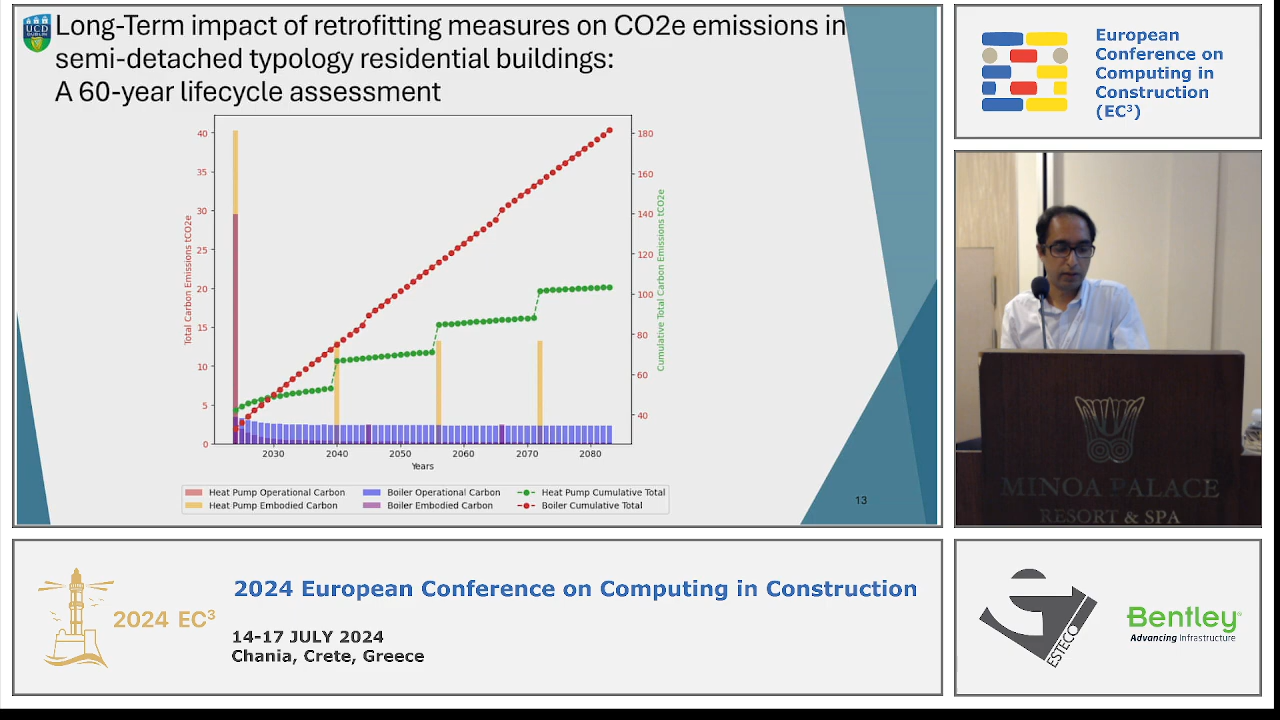 UCD
DUBLIN
Long-Term impact of retrofitting measures on CO2e emissions in
semi-detached typology residential buildings:
A 60-year lifecycle assessment
40
35
30
25
20
15
10
5
0
Total Carbon Emissions tCO2e
180
160
140
120
100
80
60
40
Cumulative Total Carbon Emissions tCO2e
2030
2040
2050
2060
2070
2080
Years
Heat Pump Operational Carbon
Boiler Operational Carbon
Heat Pump Cumulative Total
Heat Pump Embodied Carbon
Boiler Embodied Carbon
Boiler Cumulative Total
13
European
Conference on
Computing in
Construction
(EC³)
MINOA PALACE
RESORT & SPA
2024 EC³
2024 European Conference on Computing in Construction
14-17 JULY 2024
Chania, Crete, Greece
ESTECO
Bentley®
Advancing Infrastructure